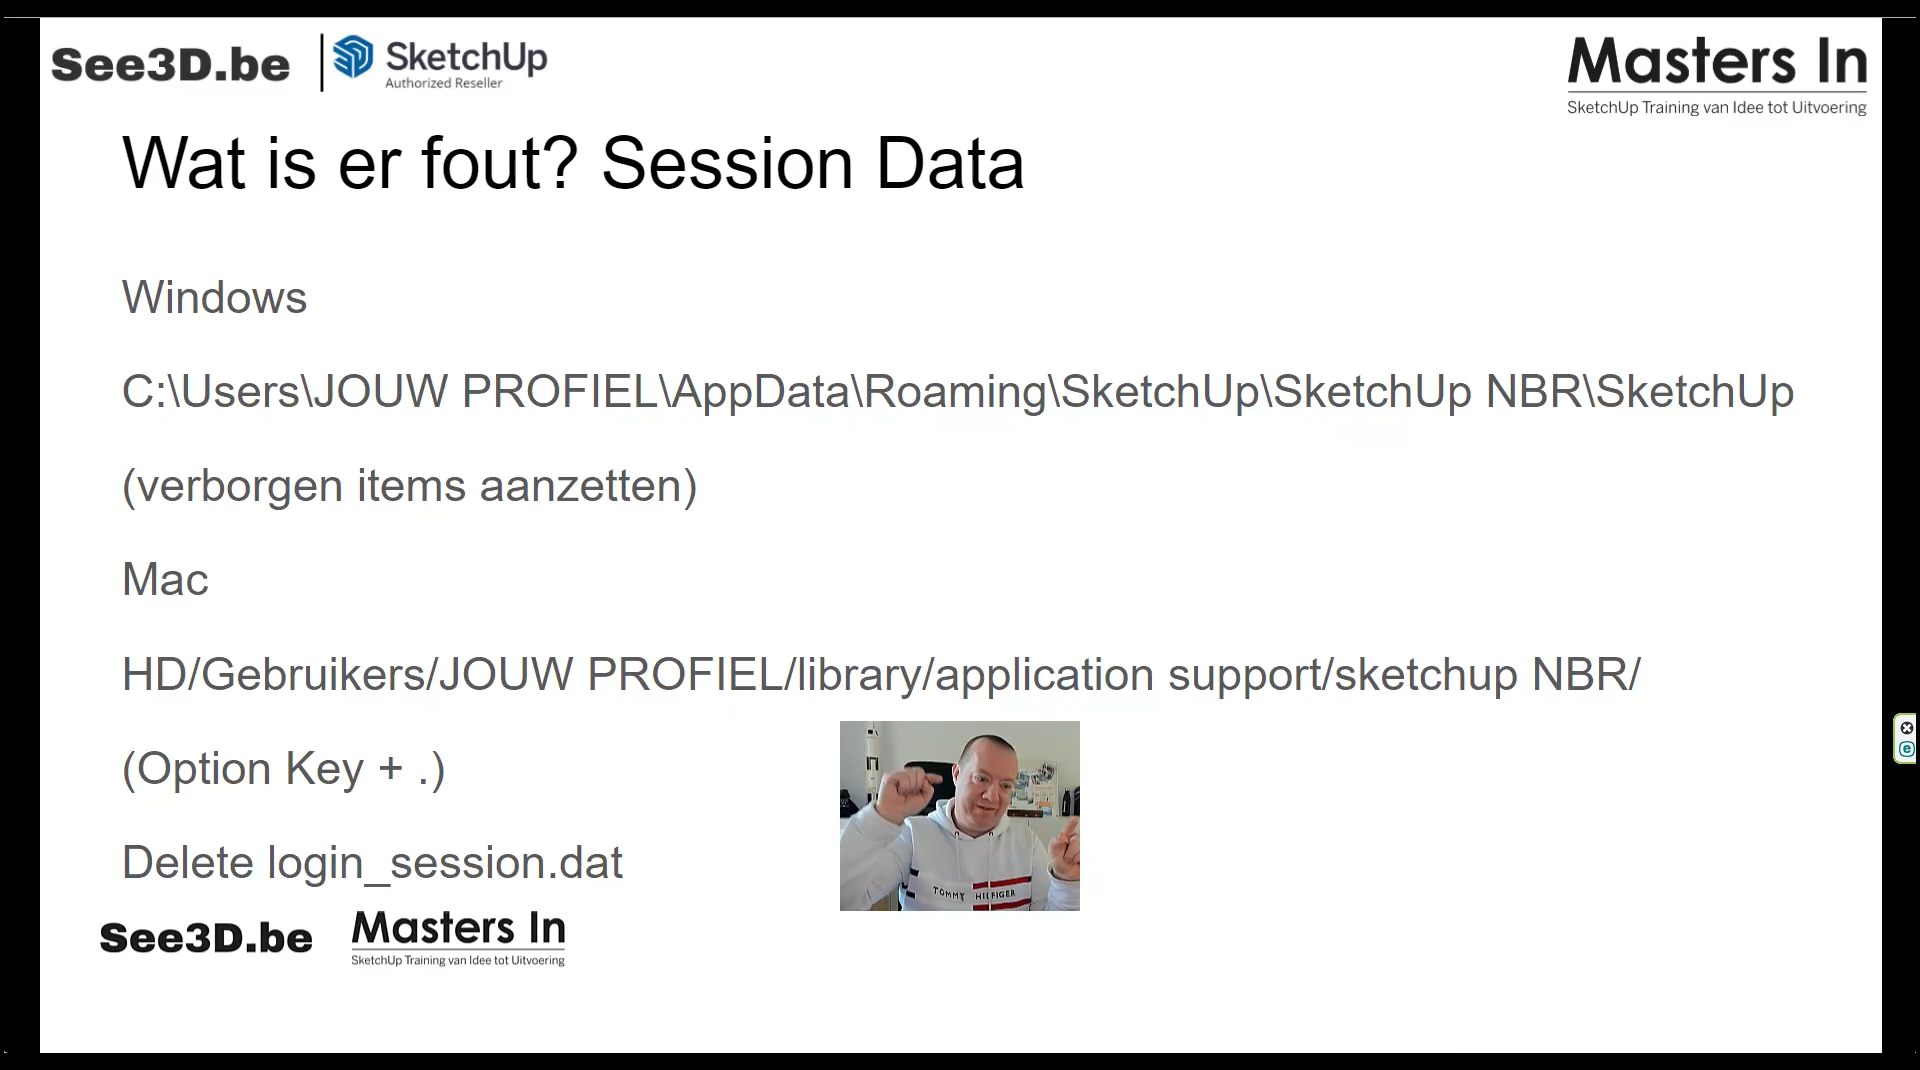 See3D.be
SketchUp
Authorized Reseller
Masters In
SketchUp Training van Idee tot Uitvoering
Wat is er fout? Session Data
Windows
C:\Users\JOUW PROFIEL\AppData\Roaming\SketchUp\SketchUp NBR\SketchUp
(verborgen items aanzetten)
Mac
HD/Gebruikers/JOUW PROFIEL/library/application support/sketchup NBR/
(Option Key + .)
TOMMY HILFIGER
Delete login_session.dat
See3D.be
Masters In
SketchUp Training van Idee tot Uitvoering